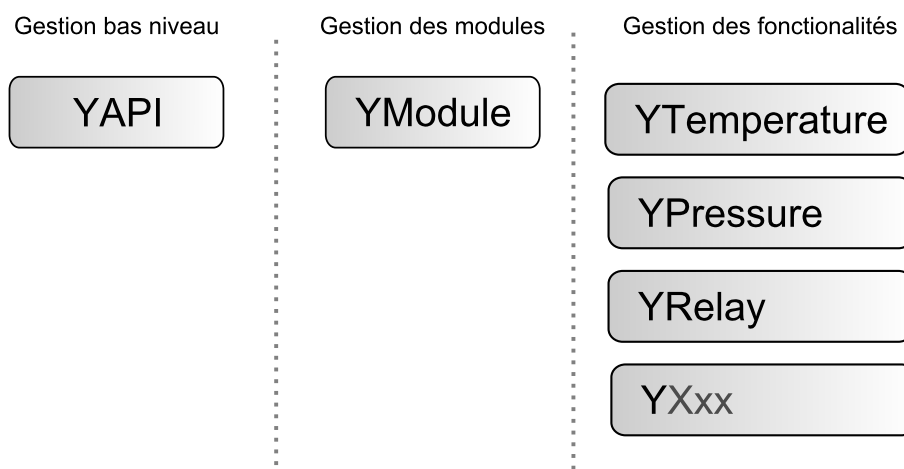 Gestion bas niveau
Gestion des modules
Gestion des fonctionalités
YAPI
YModule
YTemperature
YPressure
YRelay
YXxx